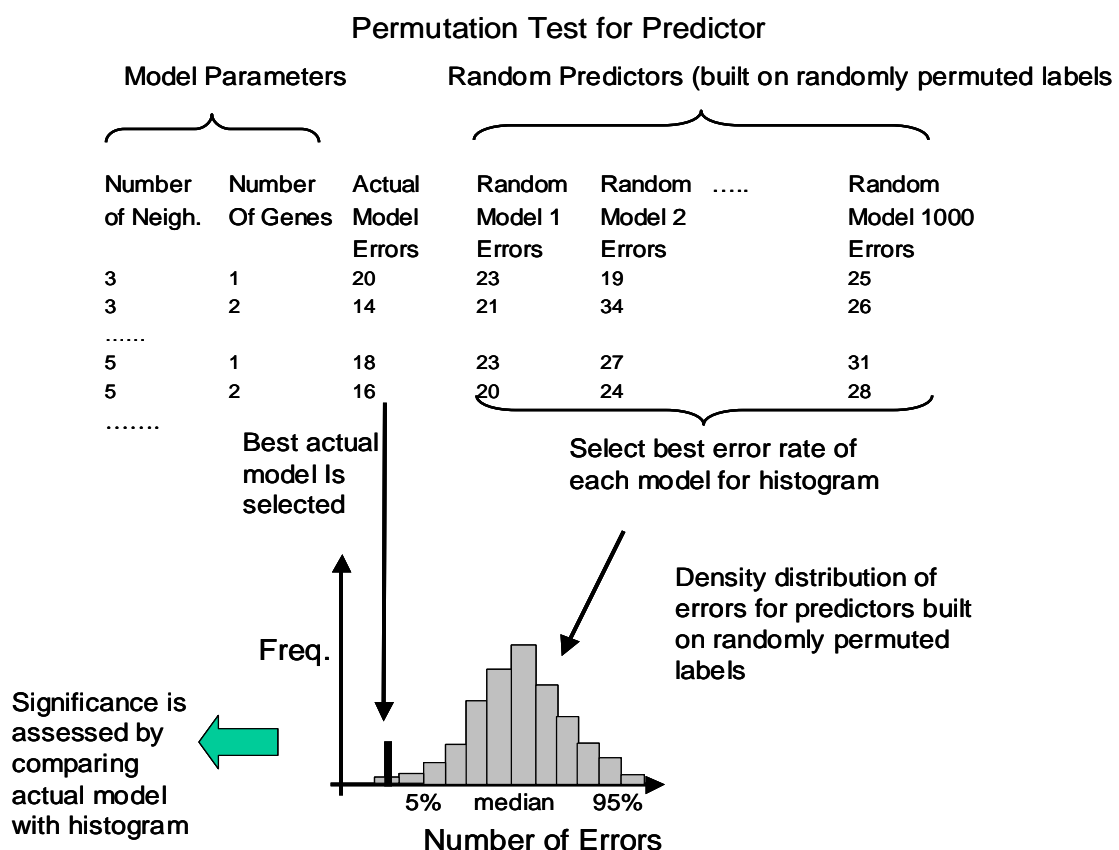 Permutation Test for Predictor
Model Parameters
Random Predictors (built on randomly permuted labels
Number Number Actual Random Random ..... Random
of Neigh. Of Genes Model Model 1 Model 2 Model 1000
Errors Errors Errors Errors
3 1 20 23 19 25
3 2 14 21 34 26
......
5 1 18 23 27 31
5 2 16 20 24 28
.......
Best actual
model Is
selected
Select best error rate of
each model for histogram
Density distribution of
errors for predictors built
on randomly permuted
labels
Freq.
Significance is
assessed by
comparing
actual model
with histogram
5% median 95%
Number of Errors